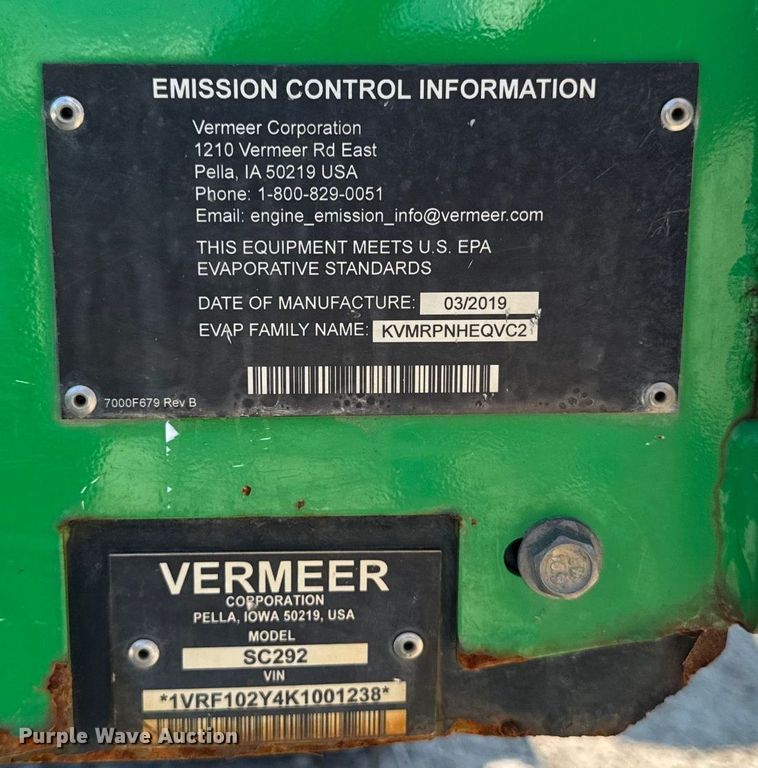 EMISSION CONTROL INFORMATION
Vermeer Corporation
1210 Vermeer Rd East
Pella, IA 50219 USA
Phone: 1-800-829-0051
Email: engine_emission_info@vermeer.com
THIS EQUIPMENT MEETS U.S. EPA
EVAPORATIVE STANDARDS
DATE OF MANUFACTURE: 03/2019
EVAP FAMILY NAME: KVMRPNHEQVC2
7000F679 Rev B
VERMEER
CORPORATION
PELLA, IOWA 50219, USA
MODEL
SC292
VIN
*1VRF102Y4K1001238*
Purple Wave Auction